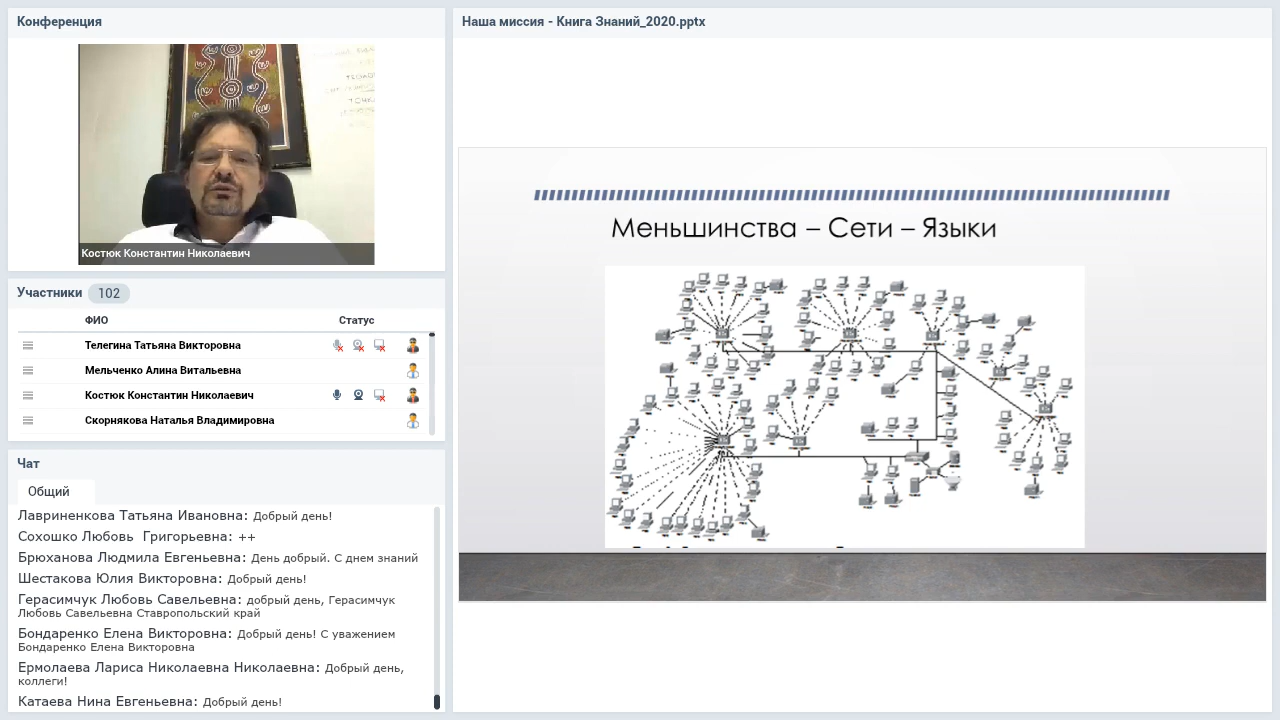 Конференция
Костюк Константин Николаевич
Участники 102
ФИО Статус
Телегина Татьяна Викторовна
Мельченко Алина Витальевна
Костюк Константин Николаевич
Скорнякова Наталья Владимировна
Чат
Общий
Лавриненкова Татьяна Ивановна: Добрый день!
Сохошко Любовь Григорьевна: ++
Брюханова Людмила Евгеньевна: День добрый. С днем знаний
Шестакова Юлия Викторовна: Добрый день!
Герасимчук Любовь Савельевна: добрый день, Герасимчук
Любовь Савельевна Ставропольский край
Бондаренко Елена Викторовна: Добрый день! С уважением
Бондаренко Елена Викторовна
Ермолаева Лариса Николаевна Николаевна: Добрый день,
коллеги!
Катаева Нина Евгеньевна: Добрый день!
Наша миссия - Книга Знаний_2020.pptx
Меньшинства – Сети – Языки